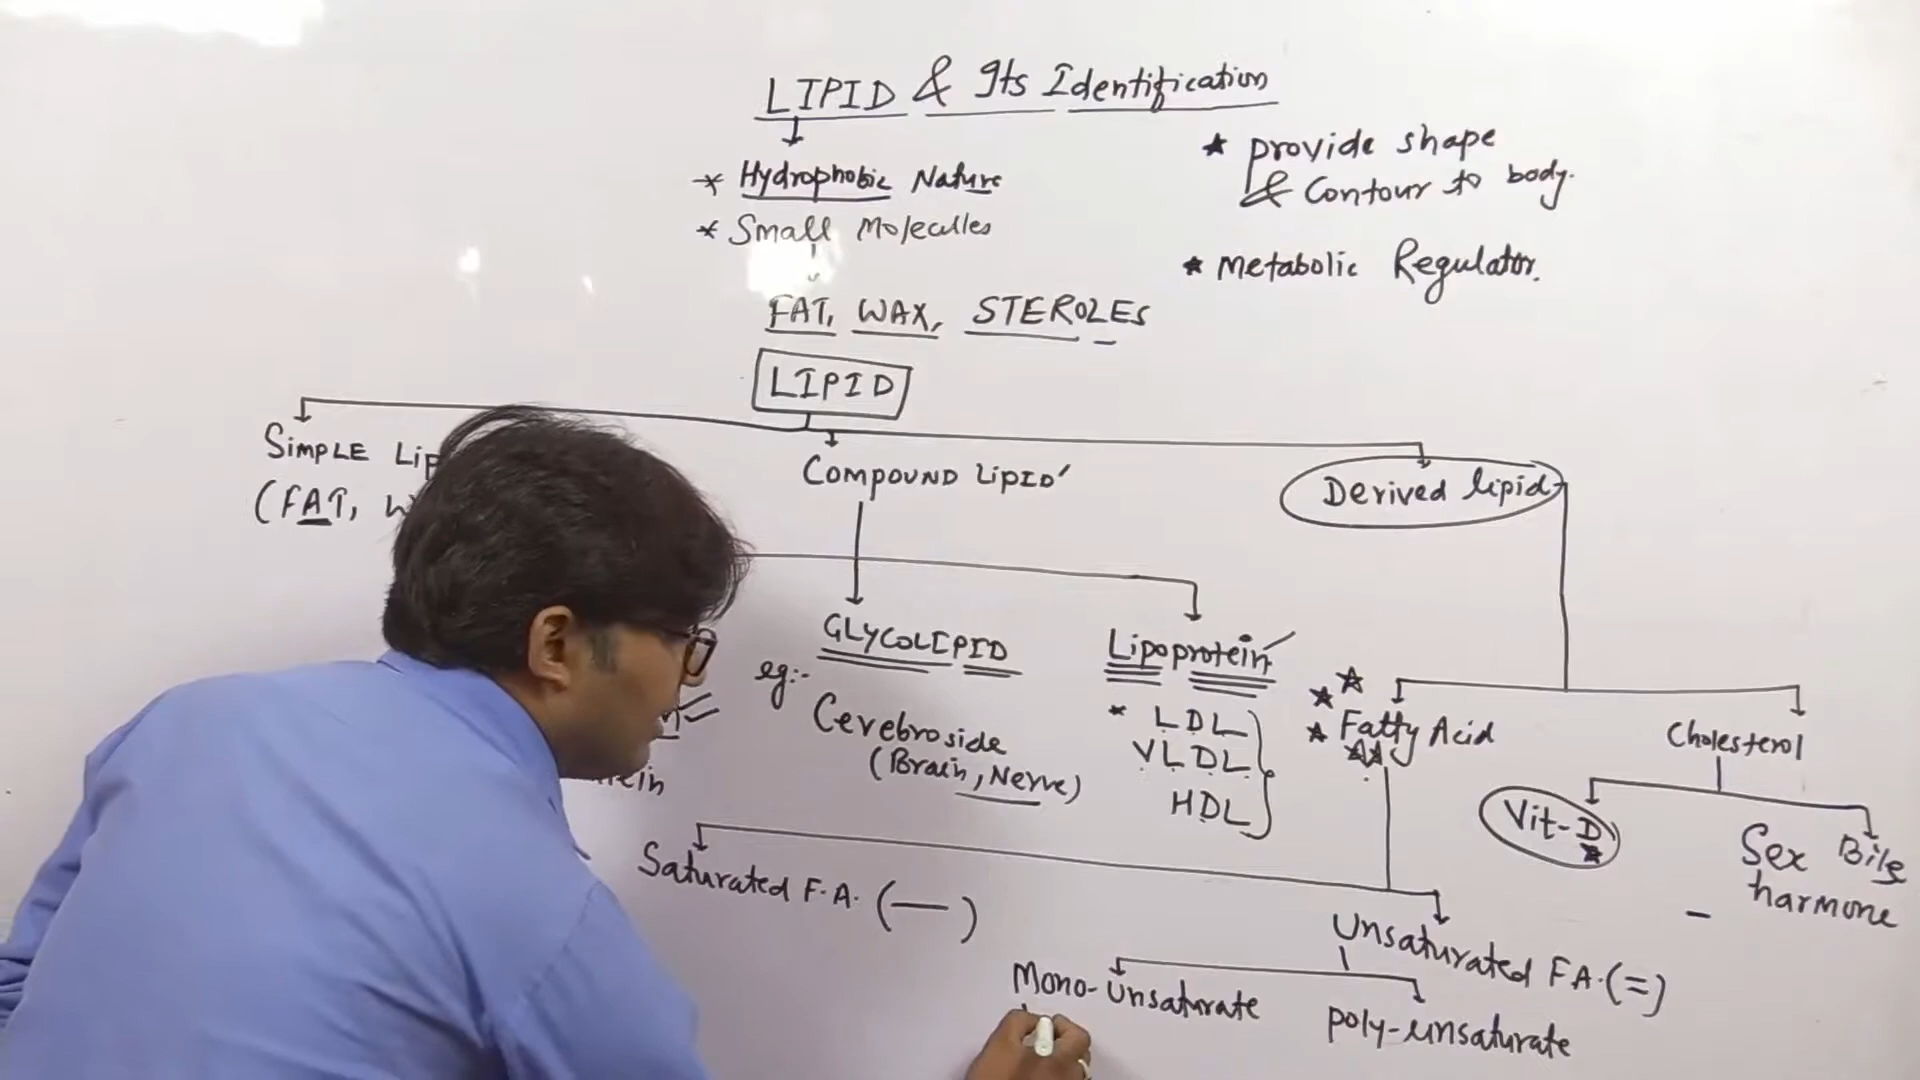 LIPID & Its Identification
* Hydrophobic Nature
* Small Moleculles
FAT, WAX, STEROLEs
★ provide shape
& Contour to body.
★ Metabolic Regulator.
LIPID
SIMPLE
(FAT,
COMPOUND LIPID
Derived lipid
GLYCOLIPID
eg:-
Cerebroside
(Brain, Nerve)
Lipoprotein
* LDL
VLDL
HDL
Fatty Acid
Cholesterol
Vit-D
Sex harmone
Bile
Saturated F.A. (—)
Unsaturated F.A. (=)
Mono-Unsaturate
poly-unsaturate